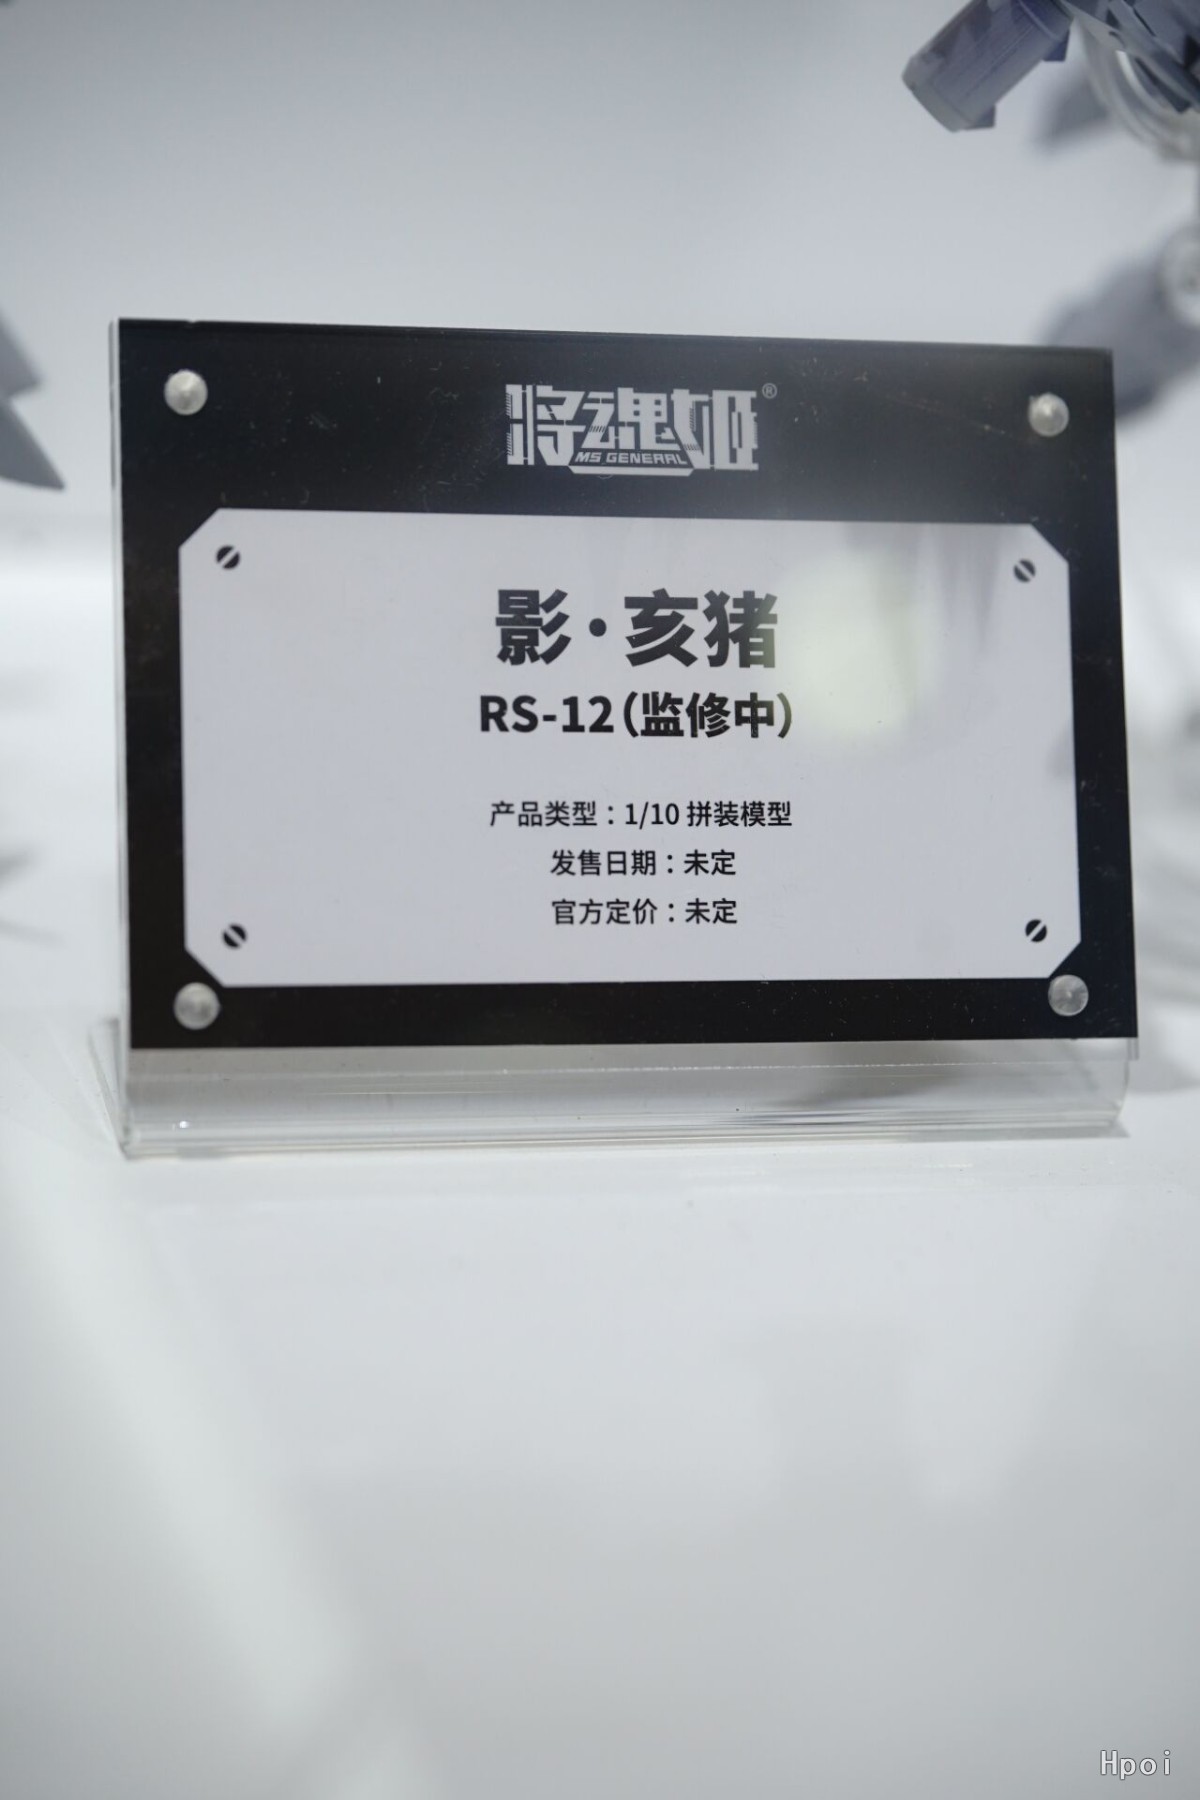 将魂姬®
MS GENERAL
影·亥猪
RS-12(监修中)
产品类型：1/10 拼装模型
发售日期：未定
官方定价：未定
Hpoi